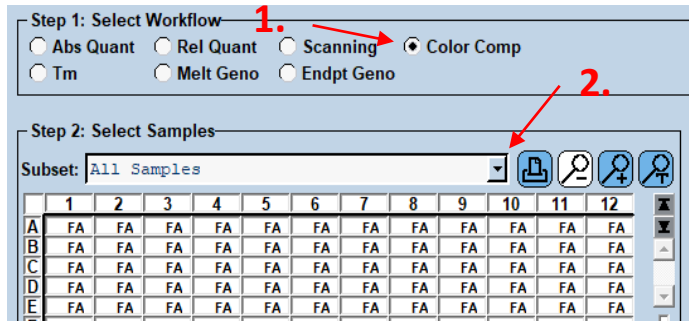 Step 1: Select Workflow
1.
Abs Quant Rel Quant Scanning Color Comp
Tm Melt Geno Endpt Geno
2.
Step 2: Select Samples
Subset: All Samples
1 2 3 4 5 6 7 8 9 10 11 12
A FA FA FA FA FA FA FA FA FA FA FA FA
B FA FA FA FA FA FA FA FA FA FA FA FA
C FA FA FA FA FA FA FA FA FA FA FA FA
D FA FA FA FA FA FA FA FA FA FA FA FA
E FA FA FA FA FA FA FA FA FA FA FA FA